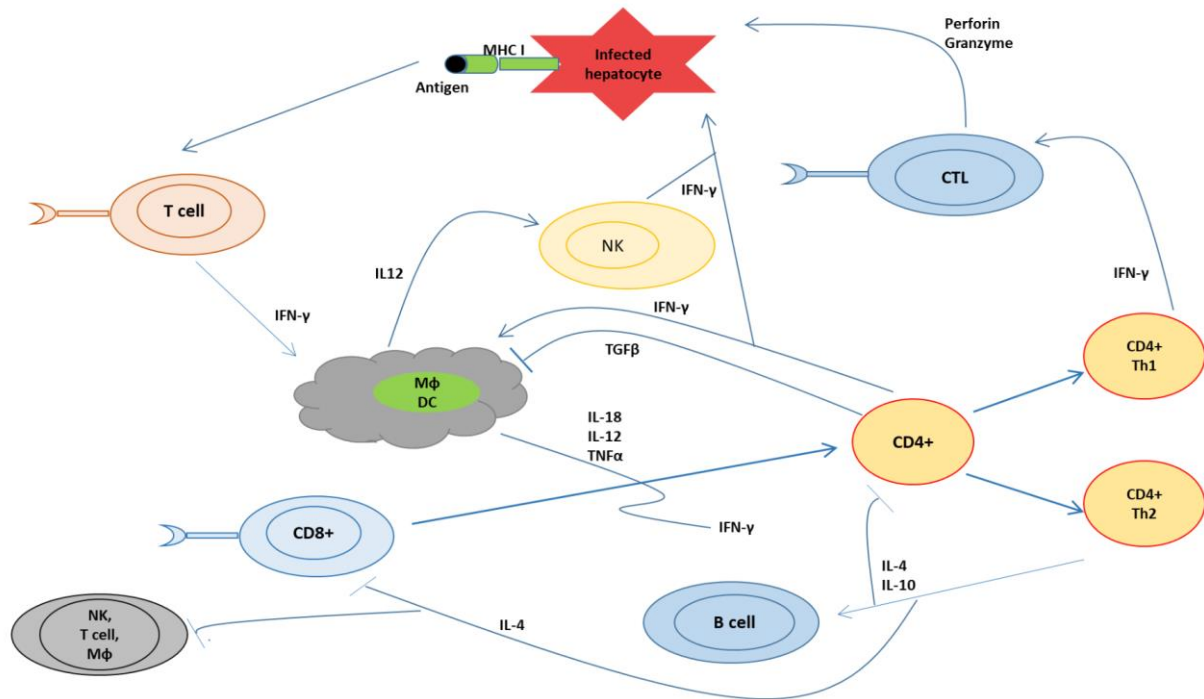 Perforin
Granzyme
MHC I
Infected
hepatocyte
Antigen
CTL
T cell
IFN-γ
NK
IL12
IFN-γ
IFN-γ
IFN-γ
TGFβ
CD4+
Th1
Mφ
DC
IL-18
IL-12
TNFα
CD4+
CD4+
Th2
CD8+
IFN-γ
IL-4
IL-10
NK,
T cell,
Mφ
IL-4
B cell